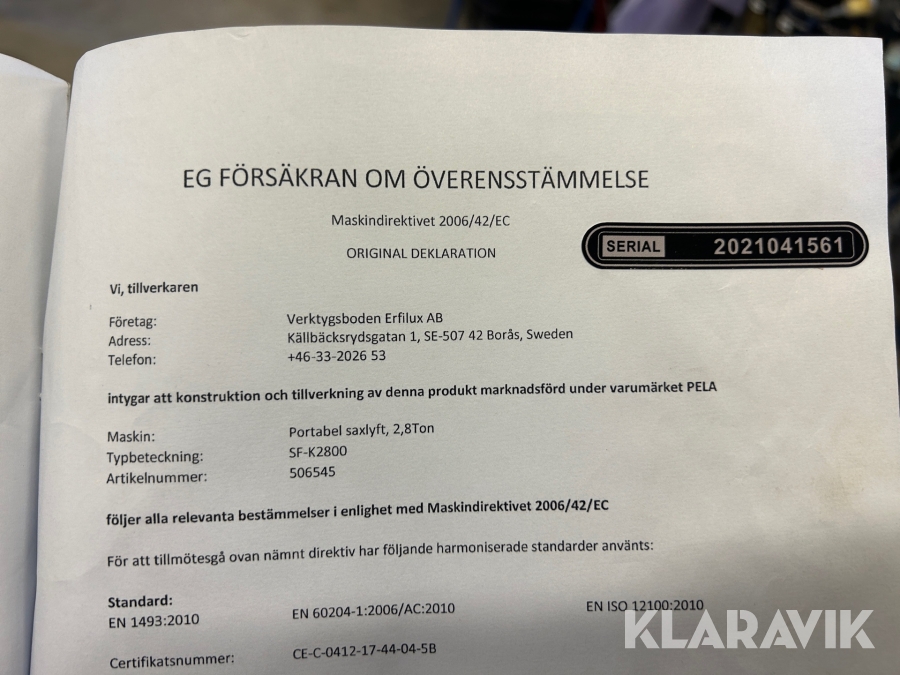 EG FÖRSÄKRAN OM ÖVERENSSTÄMMELSE
Maskindirektivet 2006/42/EC
ORIGINAL DEKLARATION
SERIAL 2021041561
Vi, tillverkaren
Företag: Verktygsboden Erfilux AB
Adress: Källbäcksrydsgatan 1, SE-507 42 Borås, Sweden
Telefon: +46-33-2026 53
intygar att konstruktion och tillverkning av denna produkt marknadsförd under varumärket PELA
Maskin: Portabel saxlyft, 2,8Ton
Typbeteckning: SF-K2800
Artikelnummer: 506545
följer alla relevanta bestämmelser i enlighet med Maskindirektivet 2006/42/EC
För att tillmötesgå ovan nämnt direktiv har följande harmoniserade standarder använts:
Standard:
EN 1493:2010 EN 60204-1:2006/AC:2010 EN ISO 12100:2010
Certifikatsnummer: CE-C-0412-17-44-04-5B
KLARAVIK